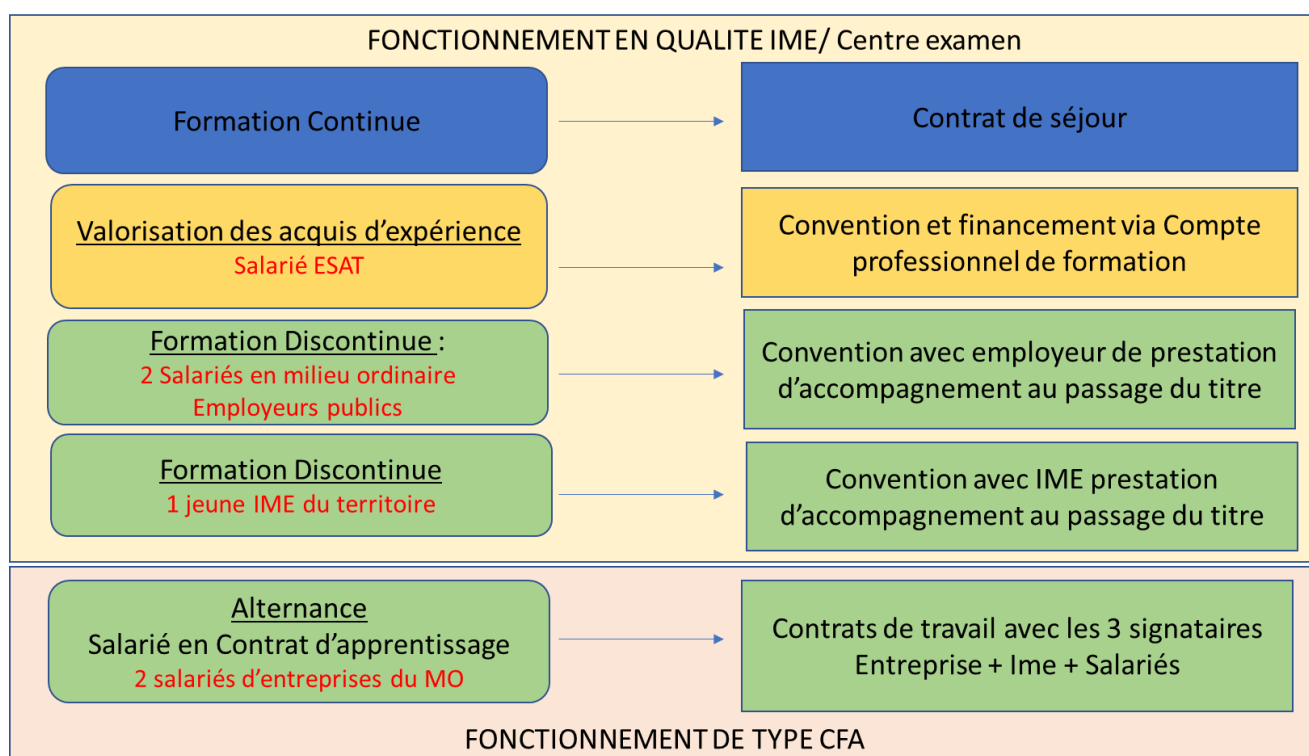 FONCTIONNEMENT EN QUALITE IME/ Centre examen
Formation Continue
Contrat de séjour
Valorisation des acquis d'expérience
Salarié ESAT
Convention et financement via Compte
professionnel de formation
Formation Discontinue :
2 Salariés en milieu ordinaire
Employeurs publics
Convention avec employeur de prestation
d'accompagnement au passage du titre
Formation Discontinue
1 jeune IME du territoire
Convention avec IME prestation
d'accompagnement au passage du titre
Alternance
Salarié en Contrat d'apprentissage
2 salariés d'entreprises du MO
Contrats de travail avec les 3 signataires
Entreprise + Ime + Salariés
FONCTIONNEMENT DE TYPE CFA